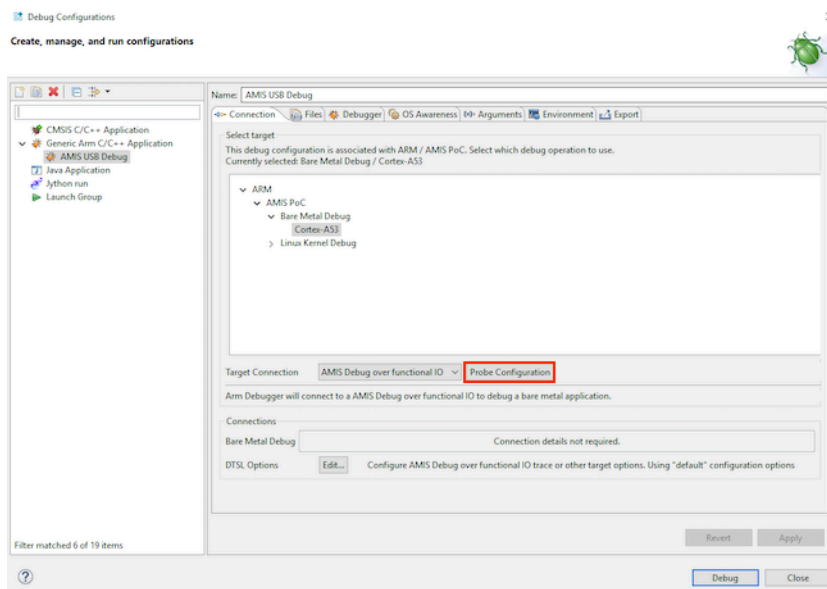 Debug Configurations
Create, manage, and run configurations
Name: AMIS USB Debug
Connection Files Debugger OS Awareness Arguments Environment Export
CMSIS C/C++ Application
Generic Arm C/C++ Application
AMIS USB Debug
Java Application
Jython run
Launch Group
Filter matched 6 of 19 items
Select target
This debug configuration is associated with ARM / AMIS PoC. Select which debug operation to use.
Currently selected: Bare Metal Debug / Cortex-A53
ARM
AMIS PoC
Bare Metal Debug
Cortex-A53
Linux Kernel Debug
Target Connection AMIS Debug over functional IO Probe Configuration
Arm Debugger will connect to a AMIS Debug over functional IO to debug a bare metal application.
Connections
Bare Metal Debug Connection details not required.
DTSL Options Edit... Configure AMIS Debug over functional IO trace or other target options. Using "default" configuration options
Revert Apply
? Debug Close